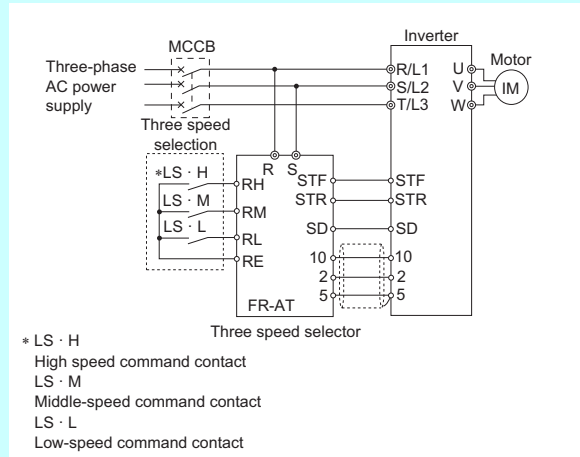 Inverter
MCCB
Motor
Three-phase
AC power
supply
R/L1
S/L2
T/L3
U
V
W
IM
Three speed
selection
R S
*LS · H
LS · M
LS · L
RH
RM
RL
RE
STF
STR
SD
10
2
5
STF
STR
SD
10
2
5
FR-AT
Three speed selector
* LS · H
High speed command contact
LS · M
Middle-speed command contact
LS · L
Low-speed command contact